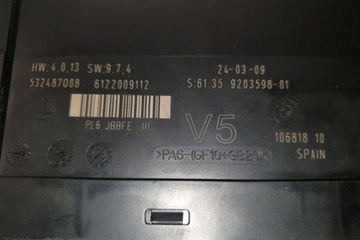 HW:4.0.13 SW:9.7.4
24-03-09
532487008 6122009112
S:61.35 9203598-01
PL6 JBBFE III
V5
106818 10
>PA6-(GF10+GB20)<
SPAIN